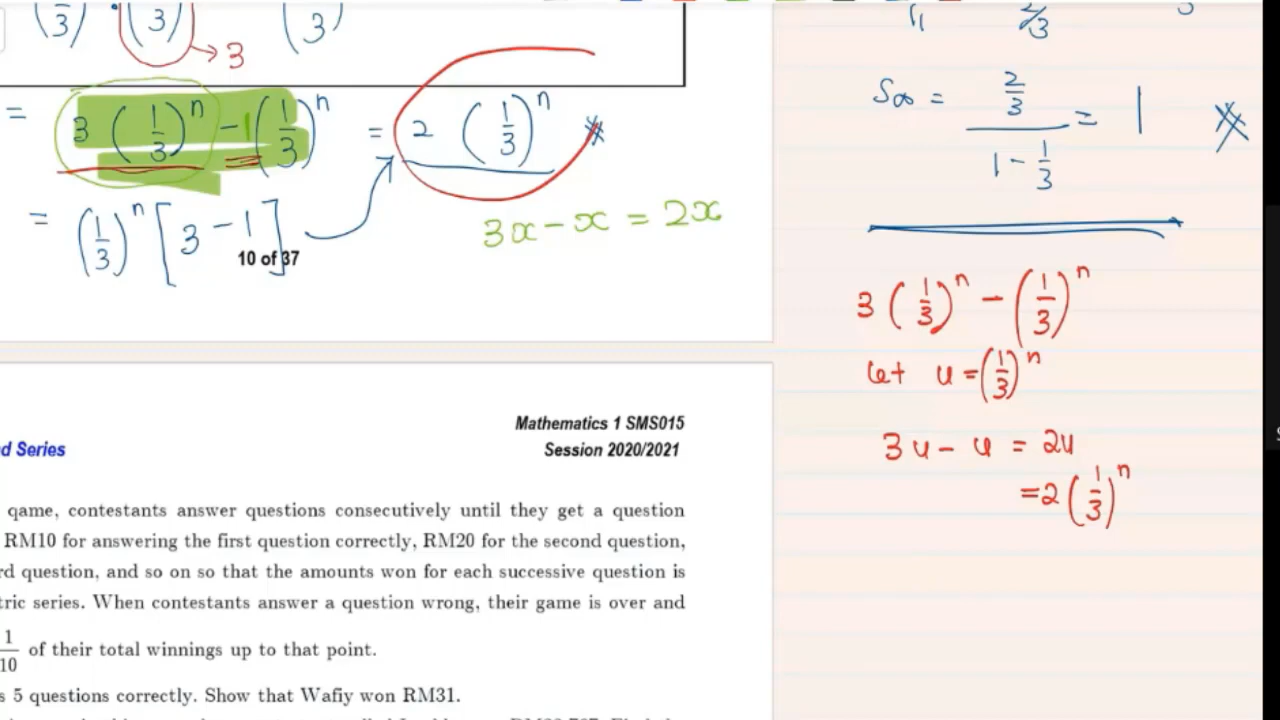 (1/3) · (1/3) (1/3)
→ 3
= 3 (1/3)^n - 1(1/3)^n = 2 (1/3)^n
= (1/3)^n [3 - 1]
3x - x = 2x
10 of 37
Mathematics 1 SMS015
d Series Session 2020/2021
game, contestants answer questions consecutively until they get a question
RM10 for answering the first question correctly, RM20 for the second question,
rd question, and so on so that the amounts won for each successive question is
tric series. When contestants answer a question wrong, their game is over and
1/10 of their total winnings up to that point.
s 5 questions correctly. Show that Wafiy won RM31.
S∞ = (2/3)/(1 - 1/3) = 1
3 (1/3)^n - (1/3)^n
let u = (1/3)^n
3u - u = 2u
= 2 (1/3)^n